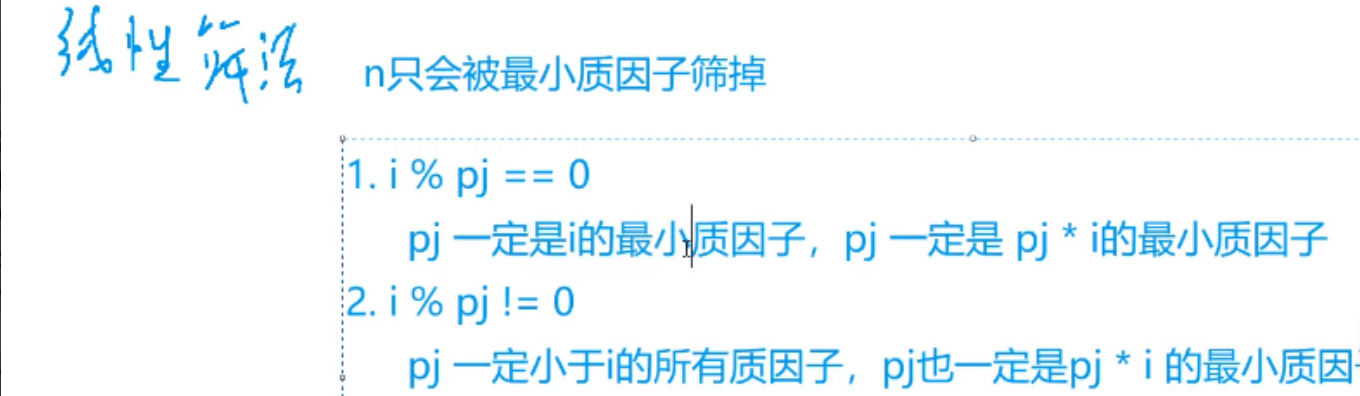 线性筛法 n只会被最小质因子筛掉
1. i % pj == 0
pj 一定是i的最小质因子，pj 一定是 pj * i的最小质因子
2. i % pj != 0
pj 一定小于i的所有质因子，pj也一定是pj * i 的最小质因